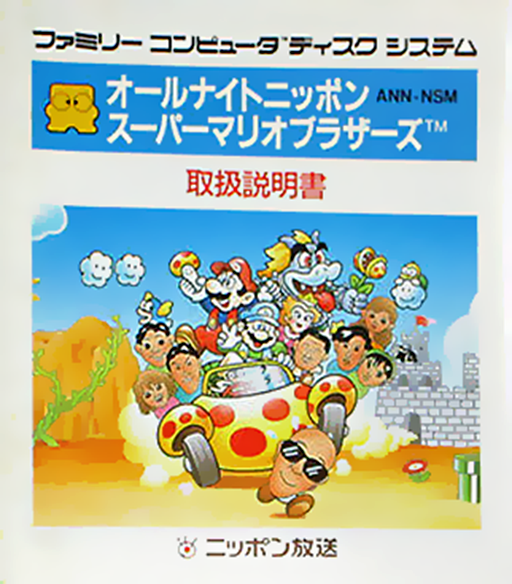 ファミリー コンピュータ™ディスク システム
オールナイトニッポン ANN-NSM
スーパーマリオブラザーズ™
取扱説明書
ニッポン放送